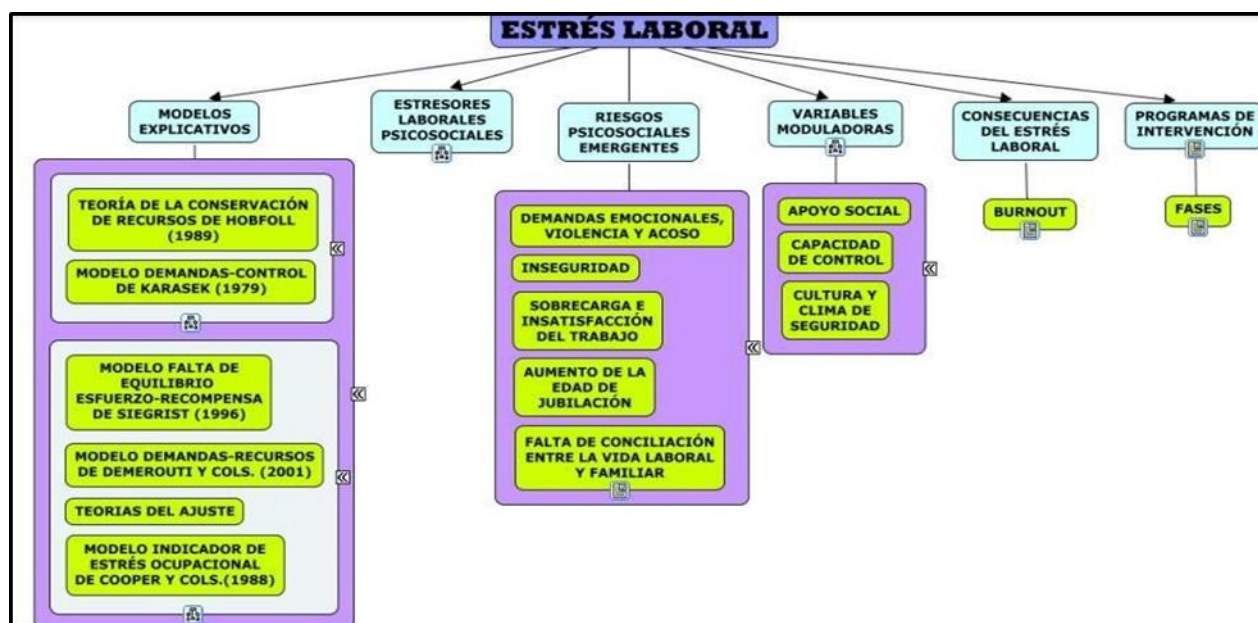 ESTRÉS LABORAL
MODELOS
EXPLICATIVOS
ESTRESORES
LABORALES
PSICOSOCIALES
RIESGOS
PSICOSOCIALES
EMERGENTES
VARIABLES
MODULADORAS
CONSECUENCIAS
DEL ESTRÉS
LABORAL
PROGRAMAS DE
INTERVENCIÓN
TEORÍA DE LA CONSERVACIÓN
DE RECURSOS DE HOBFOLL
(1989)
MODELO DEMANDAS-CONTROL
DE KARASEK (1979)
MODELO FALTA DE
EQUILIBRIO
ESFUERZO-RECOMPENSA
DE SIEGRIST (1996)
MODELO DEMANDAS-RECURSOS
DE DEMEROUTI Y COLS. (2001)
TEORIAS DEL AJUSTE
MODELO INDICADOR DE
ESTRÉS OCUPACIONAL
DE COOPER Y COLS.(1988)
DEMANDAS EMOCIONALES,
VIOLENCIA Y ACOSO
INSEGURIDAD
SOBRECARGA E
INSATISFACCIÓN
DEL TRABAJO
AUMENTO DE LA
EDAD DE
JUBILACIÓN
FALTA DE CONCILIACIÓN
ENTRE LA VIDA LABORAL
Y FAMILIAR
APOYO SOCIAL
CAPACIDAD
DE CONTROL
CULTURA Y
CLIMA DE
SEGURIDAD
BURNOUT
FASES